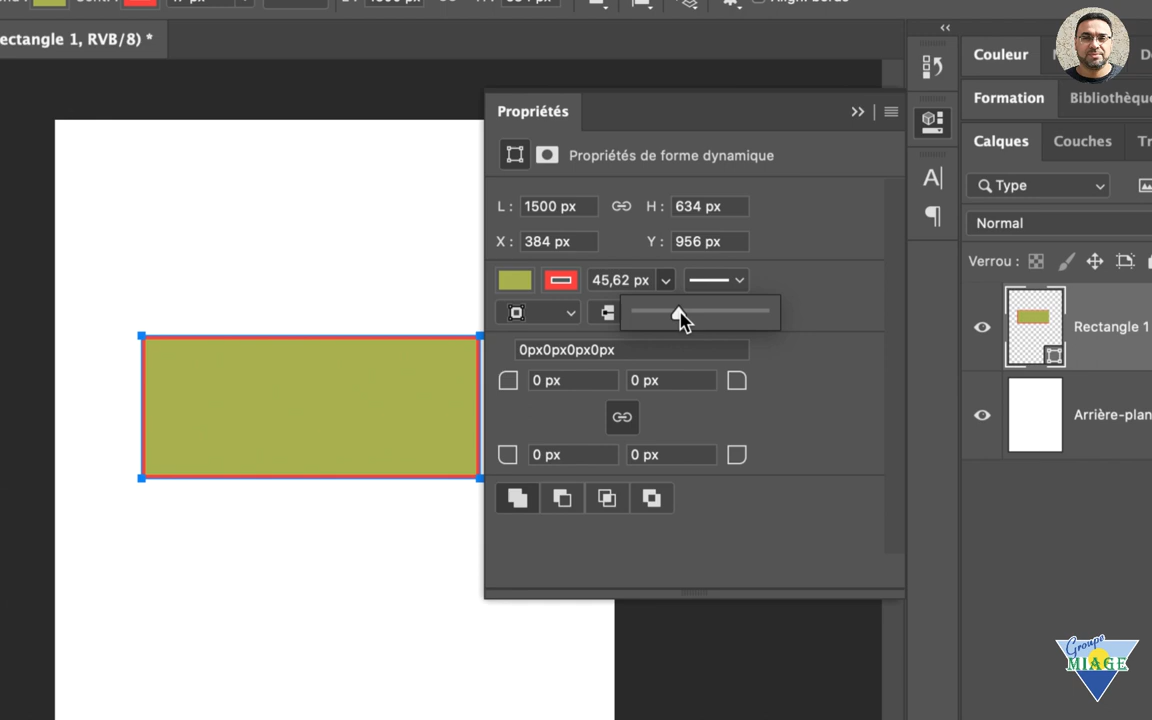 ectangle 1, RVB/8) *
Propriétés
Propriétés de forme dynamique
L : 1500 px H : 634 px
X : 384 px Y : 956 px
45,62 px
0px0px0px0px
0 px 0 px
0 px 0 px
A
Couleur
Formation Bibliothèqu
Calques Couches Tr
Type
Normal
Verrou :
Rectangle 1
Arrière-plan
Groupe
MIAGE